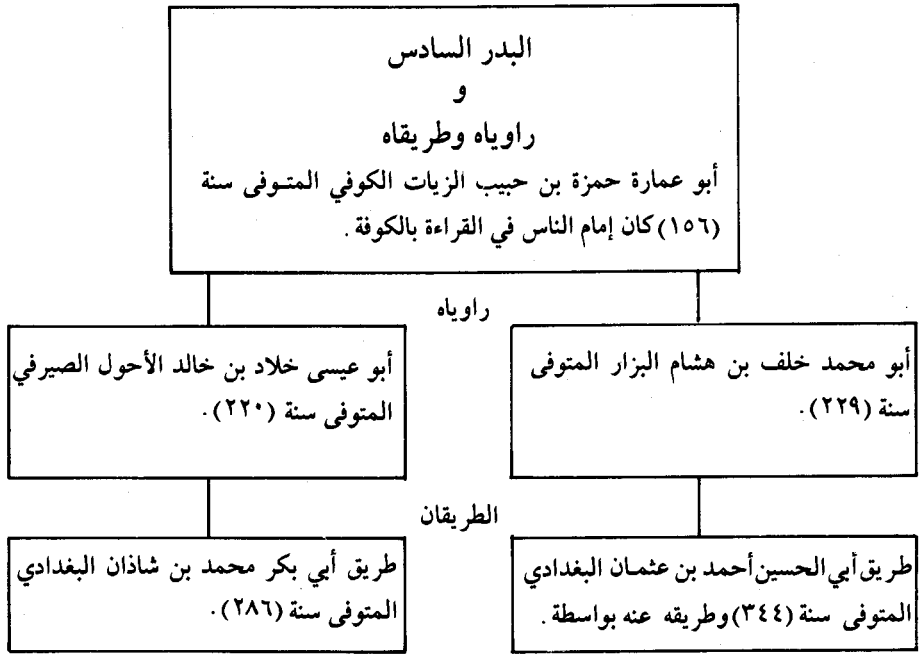 البدر السادس
و
راوياه وطريقاه
أبو عمارة حمزة بن حبيب الزيات الكوفي المتوفى سنة
(١٥٦) كان إمام الناس في القراءة بالكوفة.
راوياه
أبو محمد خلف بن هشام البزار المتوفى
سنة (٢٢٩).
أبو عيسى خلاد بن خالد الأحول الصيرفي
المتوفى سنة (٢٢٠).
الطريقان
طريق أبي الحسين أحمد بن عثمان البغدادي
المتوفى سنة (٣٤٤) وطريقه عنه بواسطة.
طريق أبي بكر محمد بن شاذان البغدادي
المتوفى سنة (٢٨٦).